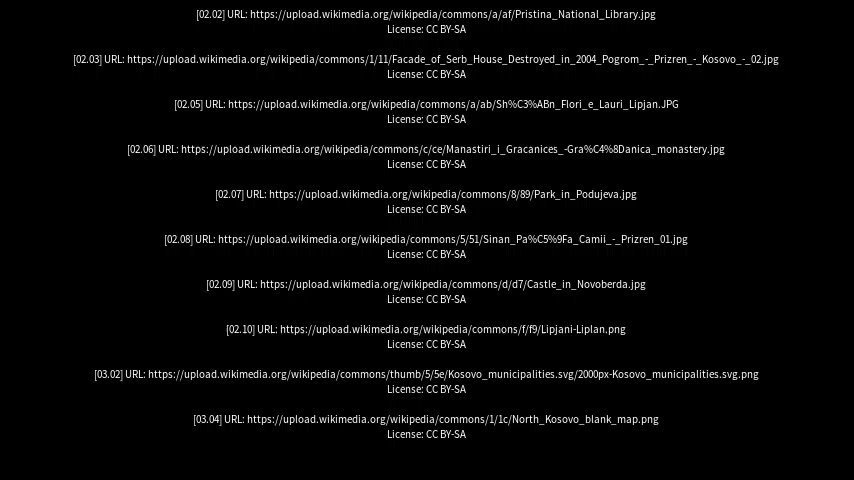 [02.02] URL: https://upload.wikimedia.org/wikipedia/commons/a/af/Pristina_National_Library.jpg
License: CC BY-SA
[02.03] URL: https://upload.wikimedia.org/wikipedia/commons/1/11/Facade_of_Serb_House_Destroyed_in_2004_Pogrom_-_Prizren_-_Kosovo_-_02.jpg
License: CC BY-SA
[02.05] URL: https://upload.wikimedia.org/wikipedia/commons/a/ab/Sh%C3%ABn_Flori_e_Lauri_Lipjan.JPG
License: CC BY-SA
[02.06] URL: https://upload.wikimedia.org/wikipedia/commons/c/ce/Manastiri_i_Gracanices_-Gra%C4%8Danica_monastery.jpg
License: CC BY-SA
[02.07] URL: https://upload.wikimedia.org/wikipedia/commons/8/89/Park_in_Podujeva.jpg
License: CC BY-SA
[02.08] URL: https://upload.wikimedia.org/wikipedia/commons/5/51/Sinan_Pa%C5%9Fa_Camii_-_Prizren_01.jpg
License: CC BY-SA
[02.09] URL: https://upload.wikimedia.org/wikipedia/commons/d/d7/Castle_in_Novoberda.jpg
License: CC BY-SA
[02.10] URL: https://upload.wikimedia.org/wikipedia/commons/f/f9/Lipjani-Liplan.png
License: CC BY-SA
[03.02] URL: https://upload.wikimedia.org/wikipedia/commons/thumb/5/5e/Kosovo_municipalities.svg/2000px-Kosovo_municipalities.svg.png
License: CC BY-SA
[03.04] URL: https://upload.wikimedia.org/wikipedia/commons/1/1c/North_Kosovo_blank_map.png
License: CC BY-SA